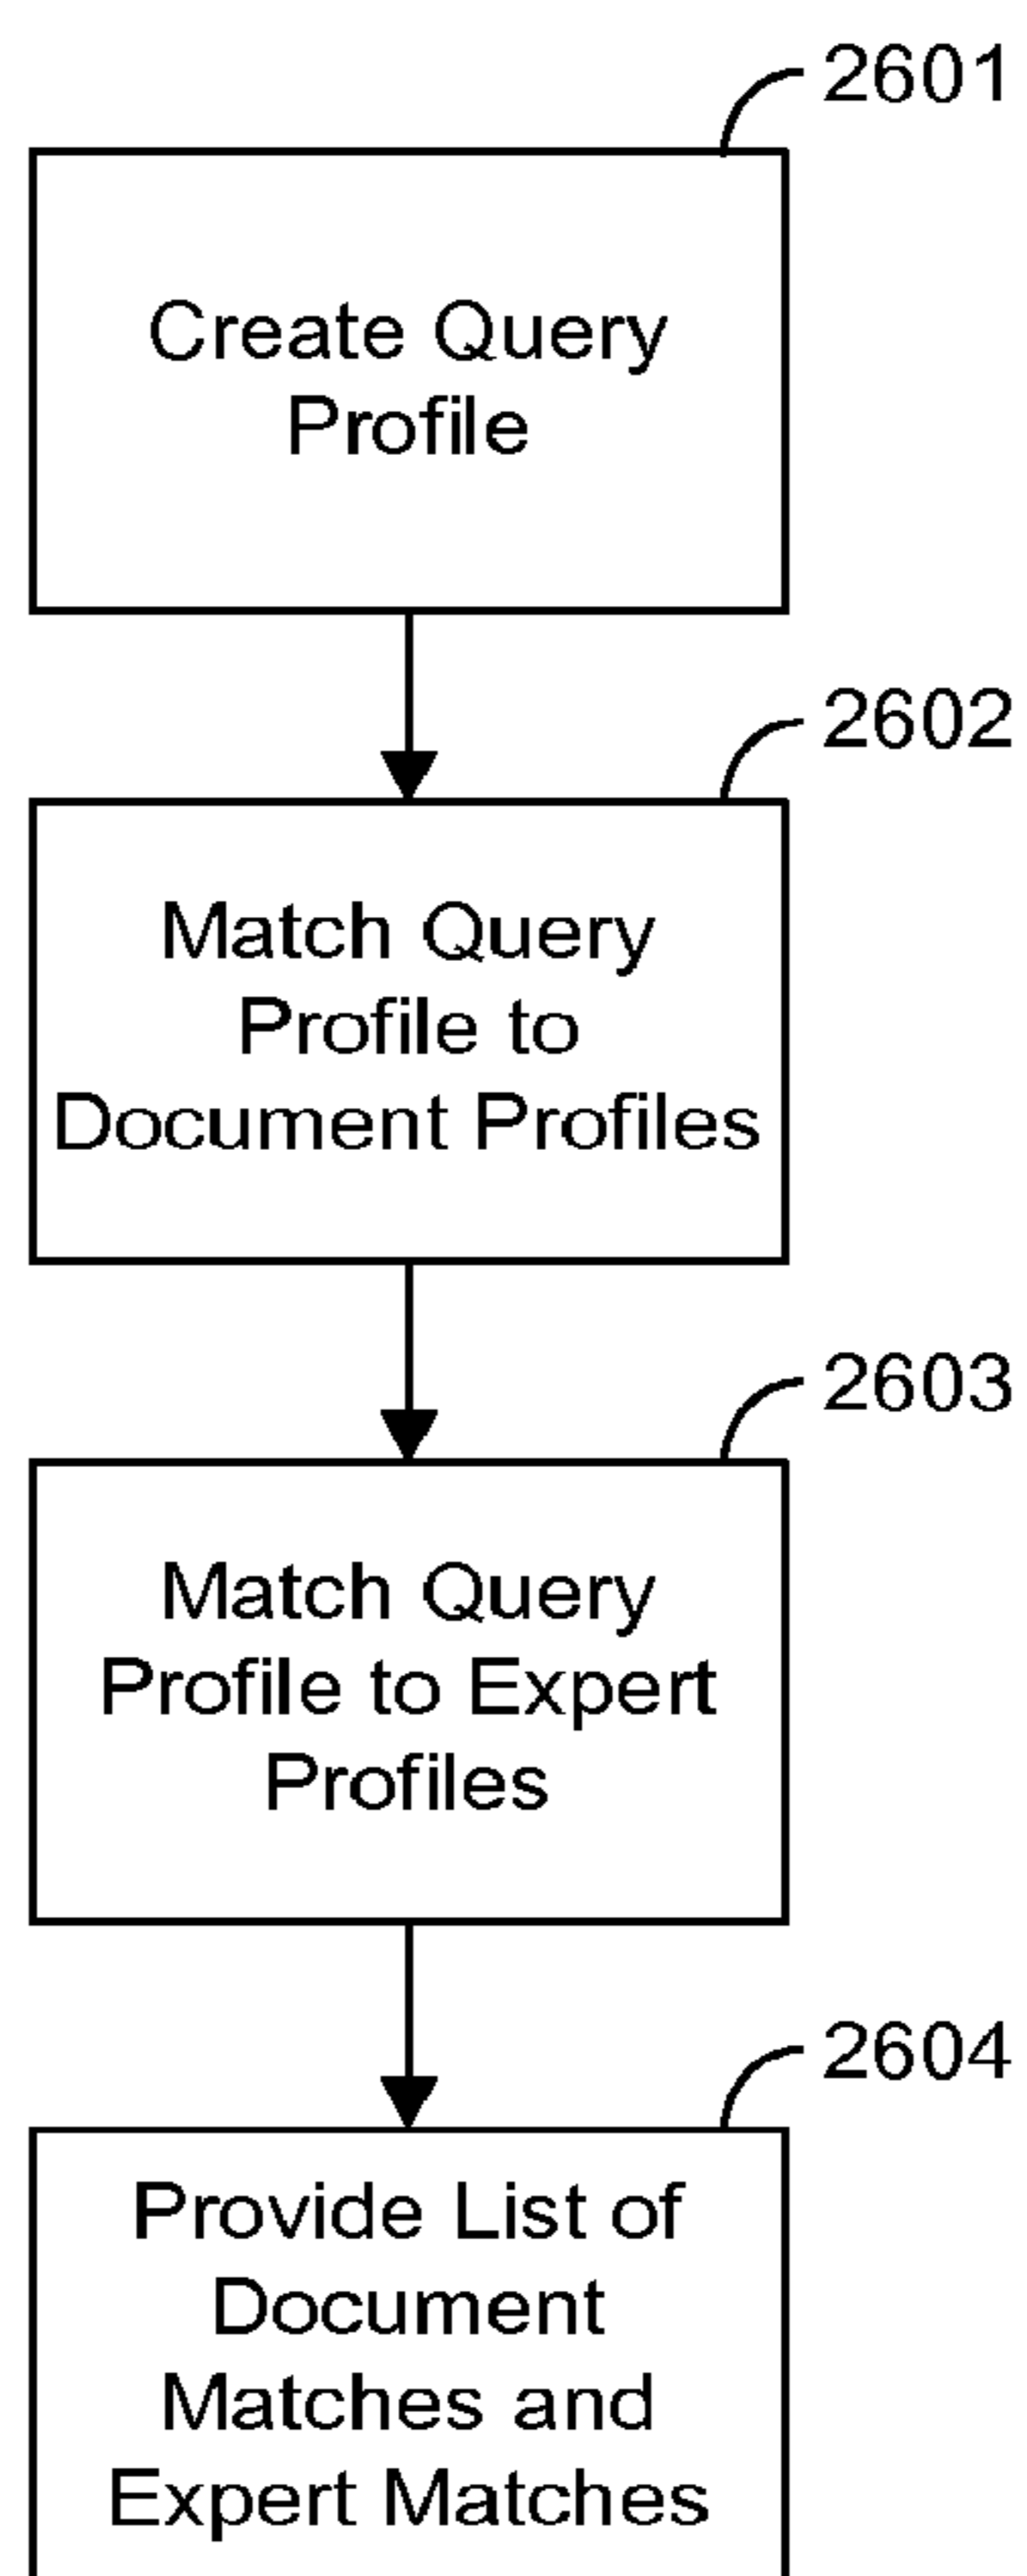 2601
Create Query
Profile
2602
Match Query
Profile to
Document Profiles
2603
Match Query
Profile to Expert
Profiles
2604
Provide List of
Document
Matches and
Expert Matches